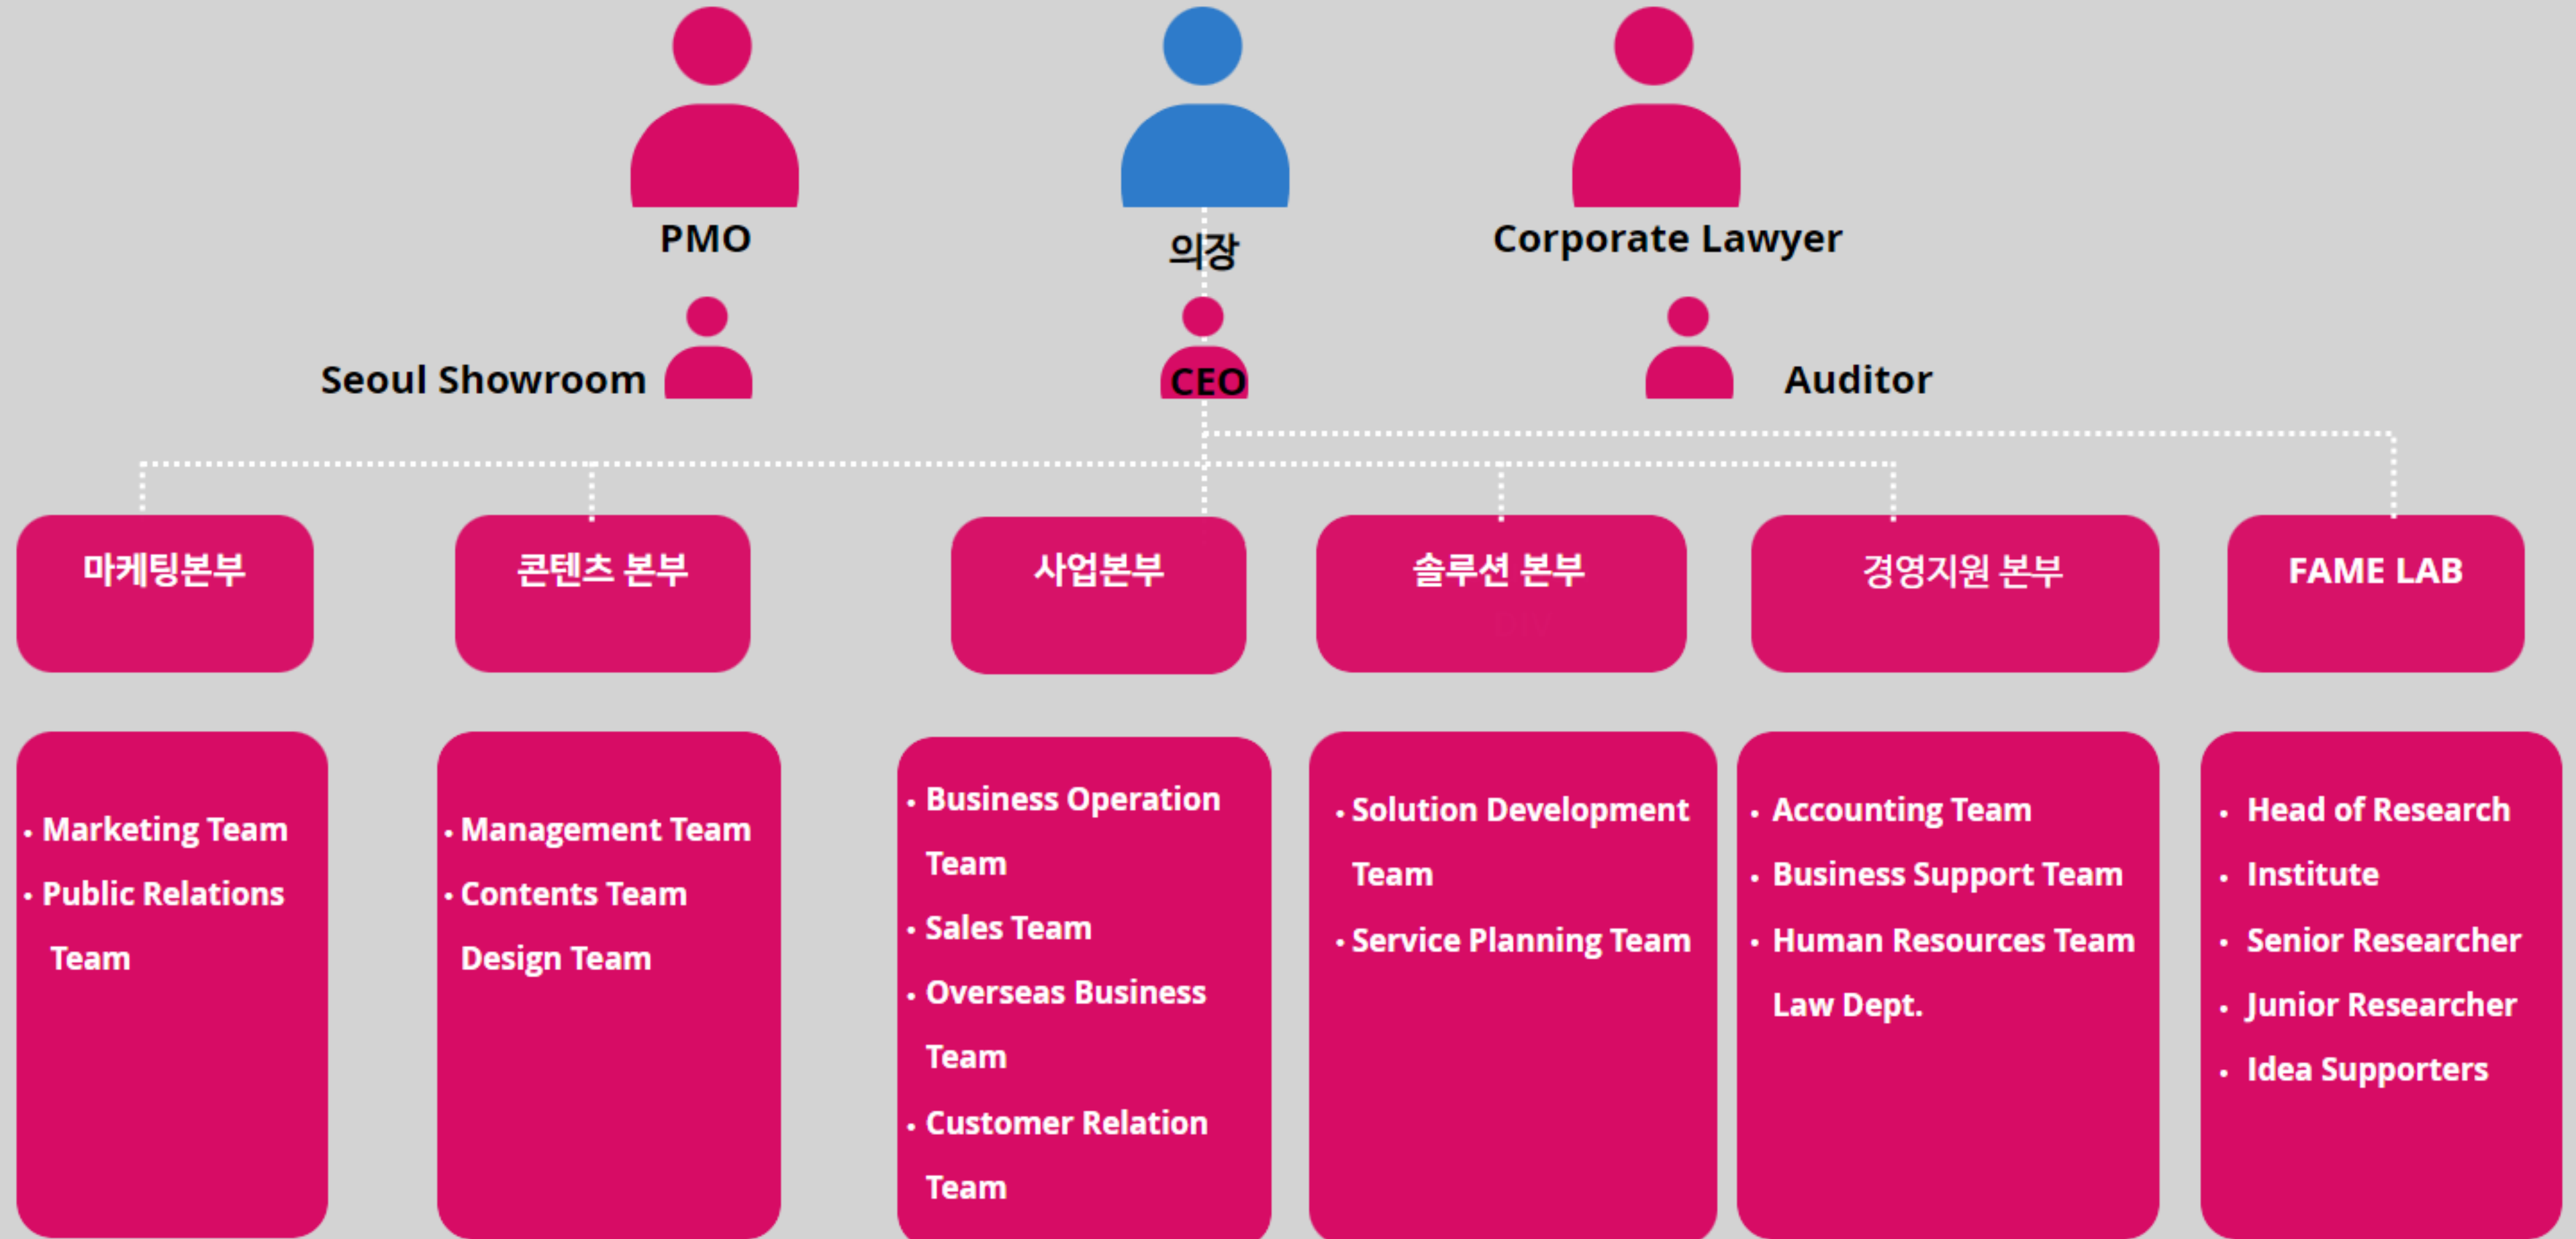 PMO
의장
Corporate Lawyer
Seoul Showroom
CEO
Auditor
마케팅본부
콘텐츠 본부
사업본부
솔루션 본부
경영지원 본부
FAME LAB
• Marketing Team
• Public Relations
Team
• Management Team
• Contents Team
Design Team
• Business Operation
Team
• Sales Team
• Overseas Business
Team
• Customer Relation
Team
• Solution Development
Team
• Service Planning Team
• Accounting Team
• Business Support Team
• Human Resources Team
Law Dept.
• Head of Research
• Institute
• Senior Researcher
• Junior Researcher
• Idea Supporters